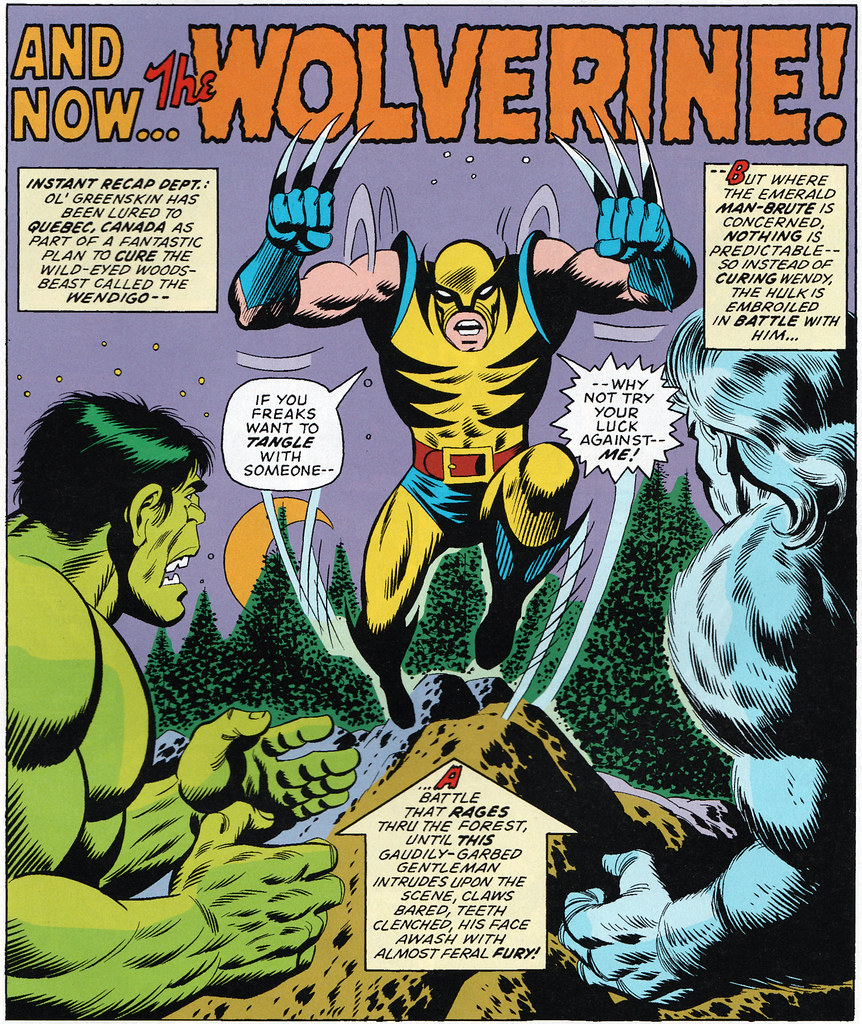 AND
NOW... The WOLVERINE!
INSTANT RECAP DEPT.:
OL' GREENSKIN HAS
BEEN LURED TO
QUEBEC, CANADA AS
PART OF A FANTASTIC
PLAN TO CURE THE
WILD-EYED WOODS-
BEAST CALLED THE
WENDIGO--
--BUT WHERE
THE EMERALD
MAN-BRUTE IS
CONCERNED,
NOTHING IS
PREDICTABLE--
SO INSTEAD OF
CURING WENDY,
THE HULK IS
EMBROILED
IN BATTLE WITH
HIM...
IF YOU
FREAKS
WANT TO
TANGLE
WITH
SOMEONE--
--WHY
NOT TRY
YOUR
LUCK
AGAINST--
ME!
...A
BATTLE
THAT RAGES
THRU THE FOREST,
UNTIL THIS
GAUDILY-GARBED
GENTLEMAN
INTRUDES UPON THE
SCENE, CLAWS
BARED, TEETH
CLENCHED, HIS FACE
AWASH WITH
ALMOST FERAL FURY!